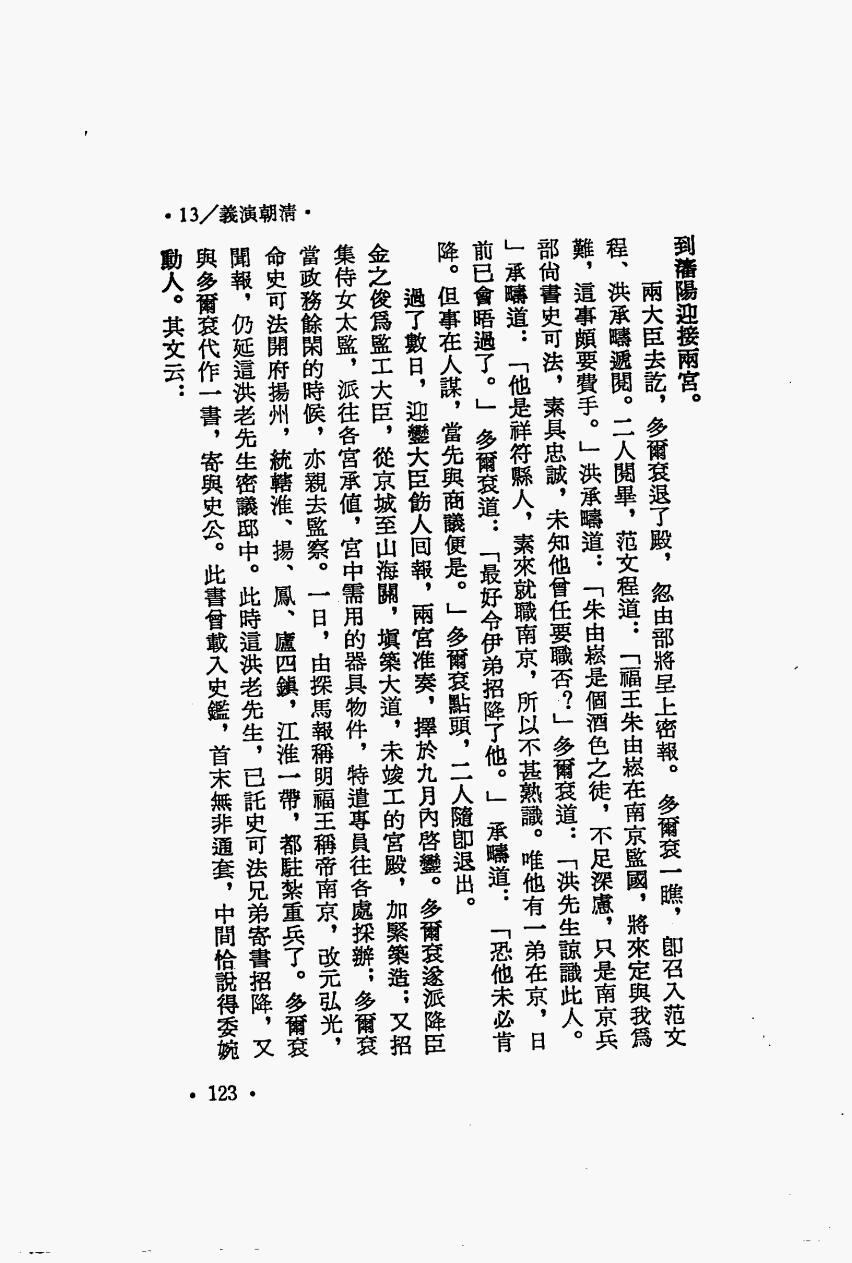 •13／義演朝清•
到瀋陽迎接兩宮。
兩大臣去訖，多爾袞退了殿，忽由部將呈上密報。多爾袞一瞧，卽召入范文
程、洪承疇遞閱。二人閱畢，范文程道：「福王朱由崧在南京監國，將來定與我爲
難，這事頗要費手。」洪承疇道：「朱由崧是個酒色之徒，不足深慮，只是南京兵
部尙書史可法，素具忠誠，未知他曾任要職否？」多爾袞道：「洪先生諒識此人。
」承疇道：「他是祥符縣人，素來就職南京，所以不甚熟識。唯他有一弟在京，日
前已會晤過了。」多爾袞道：「最好令伊弟招降了他。」承疇道：「恐他未必肯
降。但事在人謀，當先與商議便是。」多爾袞點頭，二人隨卽退出。
過了數日，迎鑾大臣飭人回報，兩宮准奏，擇於九月內啓鑾。多爾袞遂派降臣
金之俊爲監工大臣，從京城至山海關，塡築大道，未竣工的宮殿，加緊築造；又招
集侍女太監，派往各宮承値，宮中需用的器具物件，特遣專員往各處採辦；多爾袞
當政務餘閑的時候，亦親去監察。一日，由探馬報稱明福王稱帝南京，改元弘光，
命史可法開府揚州，統轄淮、揚、鳳、廬四鎮，江淮一帶，都駐紮重兵了。多爾袞
聞報，仍延這洪老先生密議邸中。此時這洪老先生，已託史可法兄弟寄書招降，又
與多爾袞代作一書，寄與史公。此書曾載入史鑑，首末無非通套，中間恰說得委婉
動人。其文云：
•123•